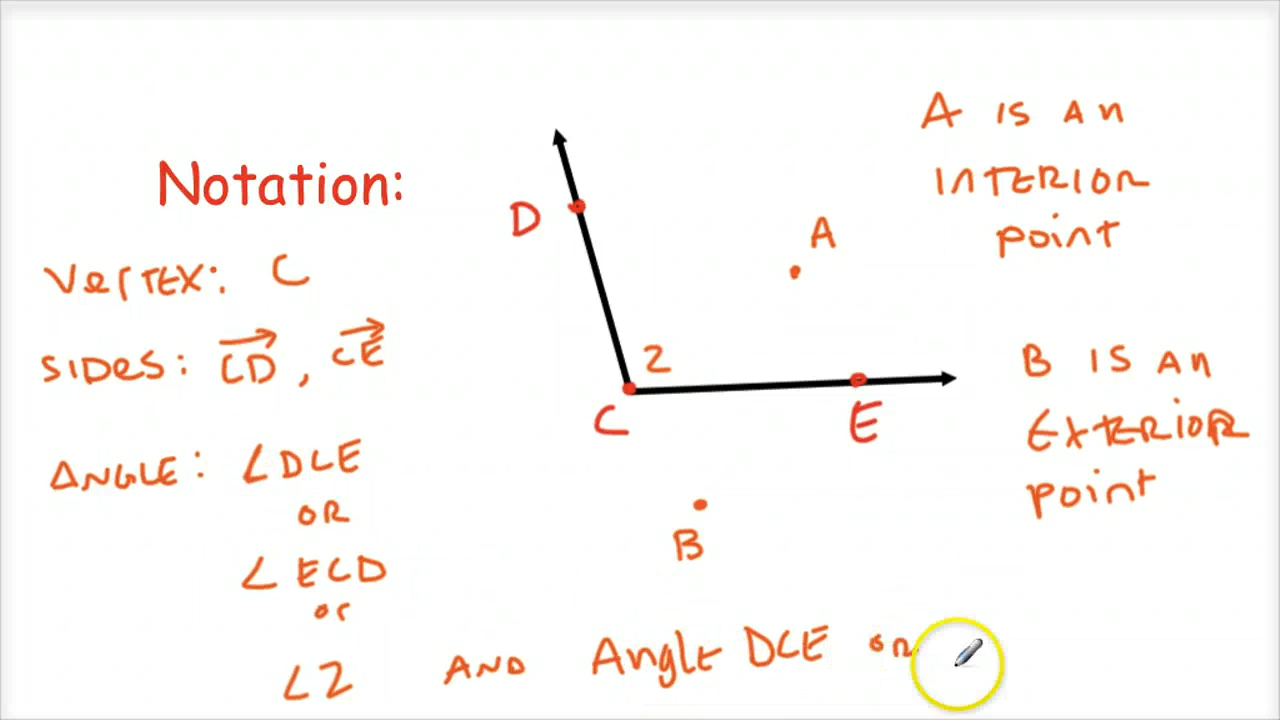 Notation:
VerTEX: C
SIDES: CD, CE
ANGLE: ∠DCE
OR
∠ECD
or
∠2 AND Angle DCE OR
D
C
2
E
A
B
A IS AN
INTERIOR
point
B IS AN
EXTERIOR
point